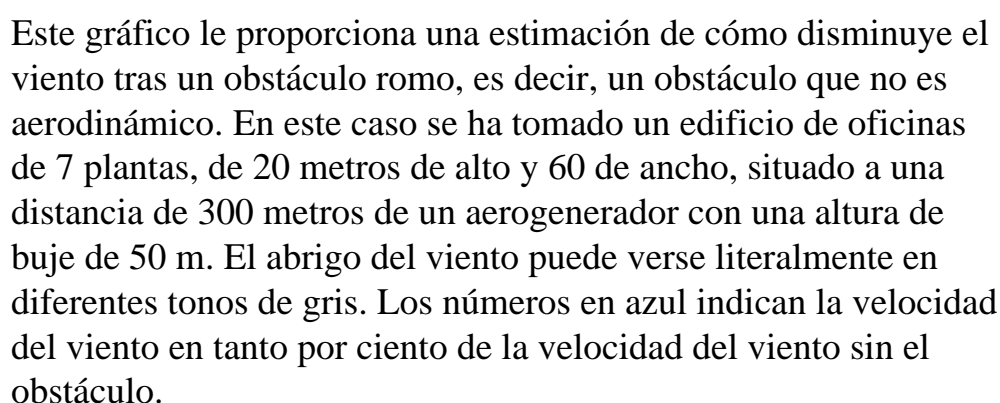 Este gráfico le proporciona una estimación de cómo disminuye el
viento tras un obstáculo romo, es decir, un obstáculo que no es
aerodinámico. En este caso se ha tomado un edificio de oficinas
de 7 plantas, de 20 metros de alto y 60 de ancho, situado a una
distancia de 300 metros de un aerogenerador con una altura de
buje de 50 m. El abrigo del viento puede verse literalmente en
diferentes tonos de gris. Los números en azul indican la velocidad
del viento en tanto por ciento de la velocidad del viento sin el
obstáculo.